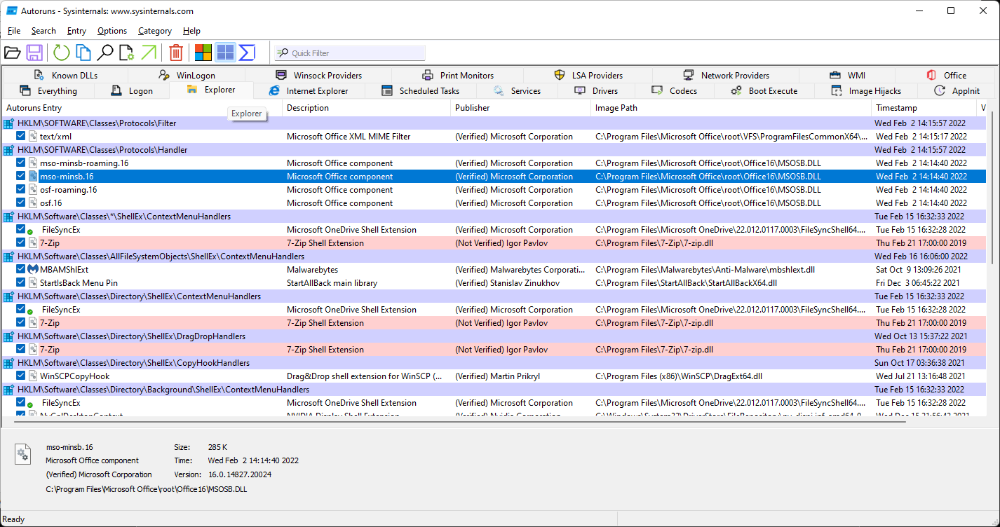 Autoruns - Sysinternals: www.sysinternals.com
File Search Entry Options Category Help
Quick Filter
Known DLLs WinLogon Winsock Providers Print Monitors LSA Providers Network Providers WMI Office
Everything Logon Explorer Internet Explorer Scheduled Tasks Services Drivers Codecs Boot Execute Image Hijacks AppInit
Autoruns Entry Description Publisher Image Path Timestamp V
Explorer
HKLM\SOFTWARE\Classes\Protocols\Filter Wed Feb 2 14:15:57 2022
text/xml Microsoft Office XML MIME Filter (Verified) Microsoft Corporation C:\Program Files\Microsoft Office\root\VFS\ProgramFilesCommonX64\... Wed Feb 2 14:15:17 2022
HKLM\SOFTWARE\Classes\Protocols\Handler Wed Feb 2 14:15:57 2022
mso-minsb-roaming.16 Microsoft Office component (Verified) Microsoft Corporation C:\Program Files\Microsoft Office\root\Office16\MSOSB.DLL Wed Feb 2 14:14:40 2022
mso-minsb.16 Microsoft Office component (Verified) Microsoft Corporation C:\Program Files\Microsoft Office\root\Office16\MSOSB.DLL Wed Feb 2 14:14:40 2022
osf-roaming.16 Microsoft Office component (Verified) Microsoft Corporation C:\Program Files\Microsoft Office\root\Office16\MSOSB.DLL Wed Feb 2 14:14:40 2022
osf.16 Microsoft Office component (Verified) Microsoft Corporation C:\Program Files\Microsoft Office\root\Office16\MSOSB.DLL Wed Feb 2 14:14:40 2022
HKLM\Software\Classes\*\ShellEx\ContextMenuHandlers Tue Feb 15 16:32:33 2022
FileSyncEx Microsoft OneDrive Shell Extension (Verified) Microsoft Corporation C:\Program Files\Microsoft OneDrive\22.012.0117.0003\FileSyncShell64.... Tue Feb 15 16:32:28 2022
7-Zip 7-Zip Shell Extension (Not Verified) Igor Pavlov C:\Program Files\7-Zip\7-zip.dll Thu Feb 21 17:00:00 2019
HKLM\Software\Classes\AllFileSystemObjects\ShellEx\ContextMenuHandlers Wed Feb 16 16:06:00 2022
MBAMShlExt Malwarebytes (Verified) Malwarebytes Corporati... C:\Program Files\Malwarebytes\Anti-Malware\mbshlext.dll Sat Oct 9 13:09:26 2021
StartIsBack Menu Pin StartAllBack main library (Verified) Stanislav Zinukhov C:\Program Files\StartAllBack\StartAllBackX64.dll Fri Dec 3 06:45:22 2021
HKLM\Software\Classes\Directory\ShellEx\ContextMenuHandlers Tue Feb 15 16:32:33 2022
FileSyncEx Microsoft OneDrive Shell Extension (Verified) Microsoft Corporation C:\Program Files\Microsoft OneDrive\22.012.0117.0003\FileSyncShell64.... Tue Feb 15 16:32:28 2022
7-Zip 7-Zip Shell Extension (Not Verified) Igor Pavlov C:\Program Files\7-Zip\7-zip.dll Thu Feb 21 17:00:00 2019
HKLM\Software\Classes\Directory\ShellEx\DragDropHandlers Wed Oct 13 15:37:22 2021
7-Zip 7-Zip Shell Extension (Not Verified) Igor Pavlov C:\Program Files\7-Zip\7-zip.dll Thu Feb 21 17:00:00 2019
HKLM\Software\Classes\Directory\ShellEx\CopyHookHandlers Sun Oct 17 03:36:38 2021
WinSCPCopyHook Drag&Drop shell extension for WinSCP (... (Verified) Martin Prikryl C:\Program Files (x86)\WinSCP\DragExt64.dll Wed Jul 21 13:16:48 2021
HKLM\Software\Classes\Directory\Background\ShellEx\ContextMenuHandlers Tue Feb 15 16:32:33 2022
FileSyncEx Microsoft OneDrive Shell Extension (Verified) Microsoft Corporation C:\Program Files\Microsoft OneDrive\22.012.0117.0003\FileSyncShell64.... Tue Feb 15 16:32:28 2022
NvCplDesktopContext NVIDIA Display Shell Extension (Verified) Nvidia Corporation
mso-minsb.16 Size: 285 K
Microsoft Office component Time: Wed Feb 2 14:14:40 2022
(Verified) Microsoft Corporation Version: 16.0.14827.20024
C:\Program Files\Microsoft Office\root\Office16\MSOSB.DLL
Ready